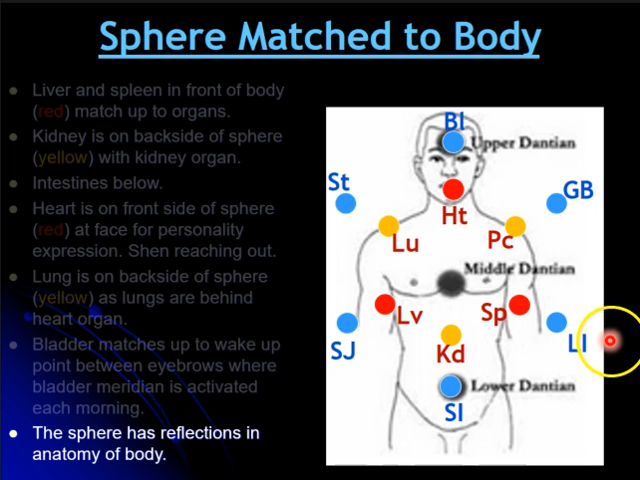 Sphere Matched to Body
● Liver and spleen in front of body
(red) match up to organs.
● Kidney is on backside of sphere
(yellow) with kidney organ.
● Intestines below.
● Heart is on front side of sphere
(red) at face for personality
expression. Shen reaching out.
● Lung is on backside of sphere
(yellow) as lungs are behind
heart organ.
● Bladder matches up to wake up
point between eyebrows where
bladder meridian is activated
each morning.
● The sphere has reflections in
anatomy of body.
Bl
Upper Dantian
St
GB
Ht
Lu
Pc
Middle Dantian
Lv
Sp
SJ
Kd
LI
Lower Dantian
SI